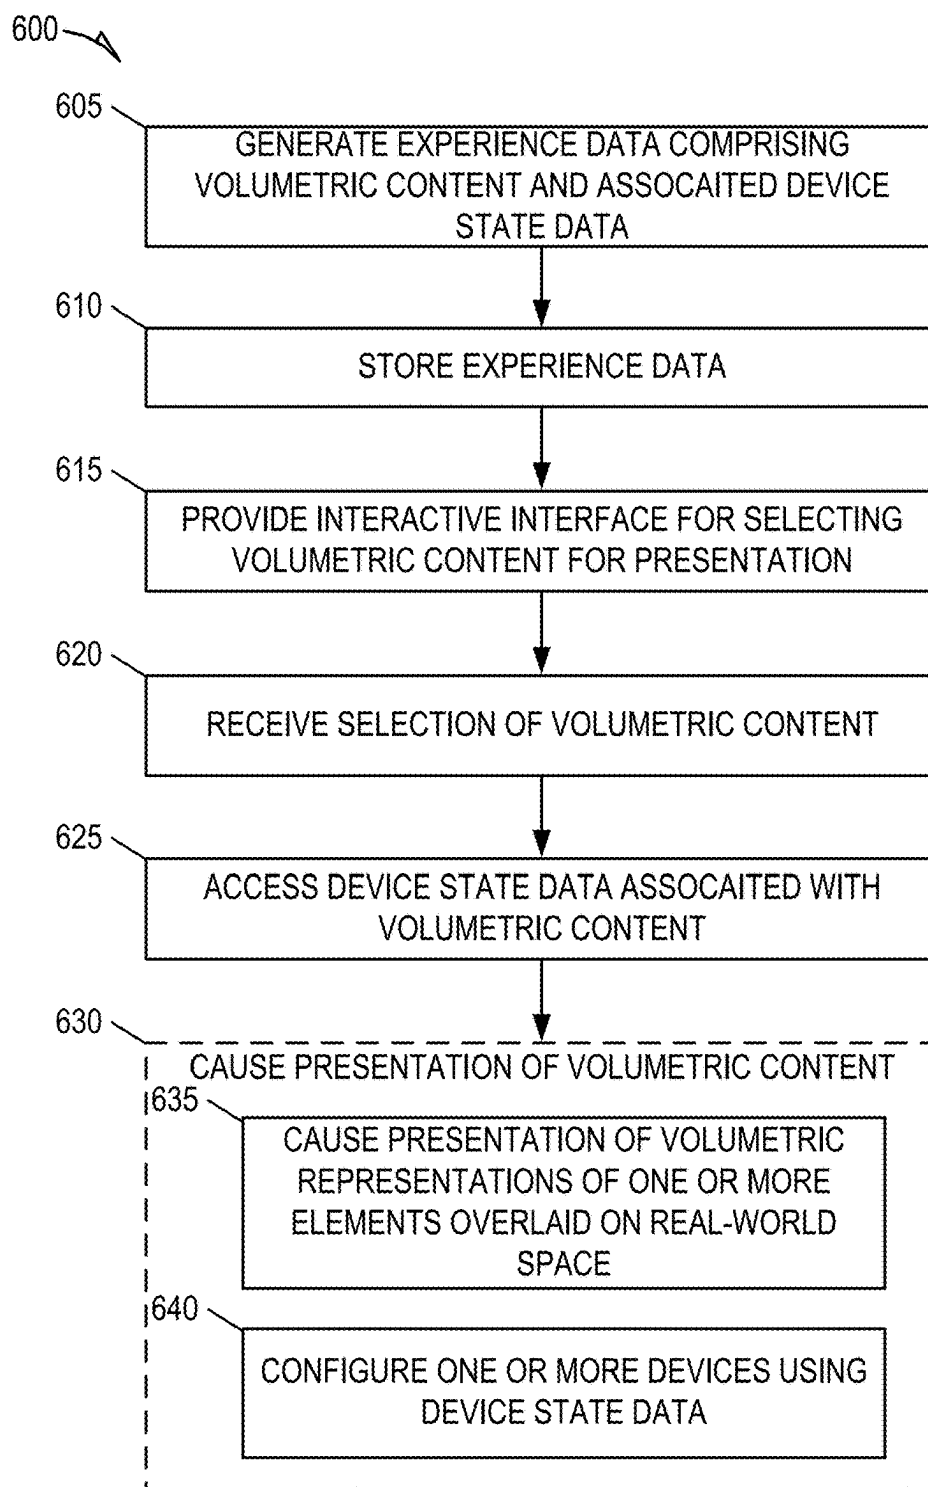 600
605
GENERATE EXPERIENCE DATA COMPRISING
VOLUMETRIC CONTENT AND ASSOCAITED DEVICE
STATE DATA
610
STORE EXPERIENCE DATA
615
PROVIDE INTERACTIVE INTERFACE FOR SELECTING
VOLUMETRIC CONTENT FOR PRESENTATION
620
RECEIVE SELECTION OF VOLUMETRIC CONTENT
625
ACCESS DEVICE STATE DATA ASSOCAITED WITH
VOLUMETRIC CONTENT
630
CAUSE PRESENTATION OF VOLUMETRIC CONTENT
635
CAUSE PRESENTATION OF VOLUMETRIC
REPRESENTATIONS OF ONE OR MORE
ELEMENTS OVERLAID ON REAL-WORLD
SPACE
640
CONFIGURE ONE OR MORE DEVICES USING
DEVICE STATE DATA